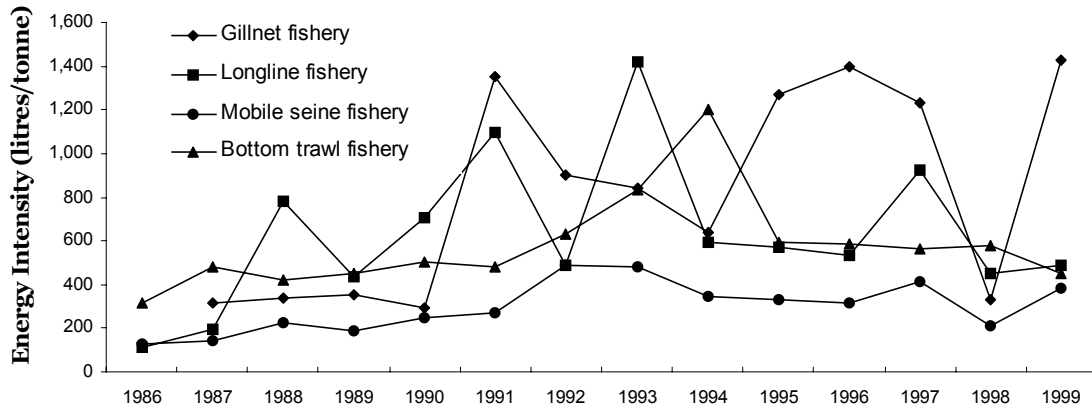 Energy Intensity (litres/tonne)
1,600
1,400
1,200
1,000
800
600
400
200
0
Gillnet fishery
Longline fishery
Mobile seine fishery
Bottom trawl fishery
1986 1987 1988 1989 1990 1991 1992 1993 1994 1995 1996 1997 1998 1999